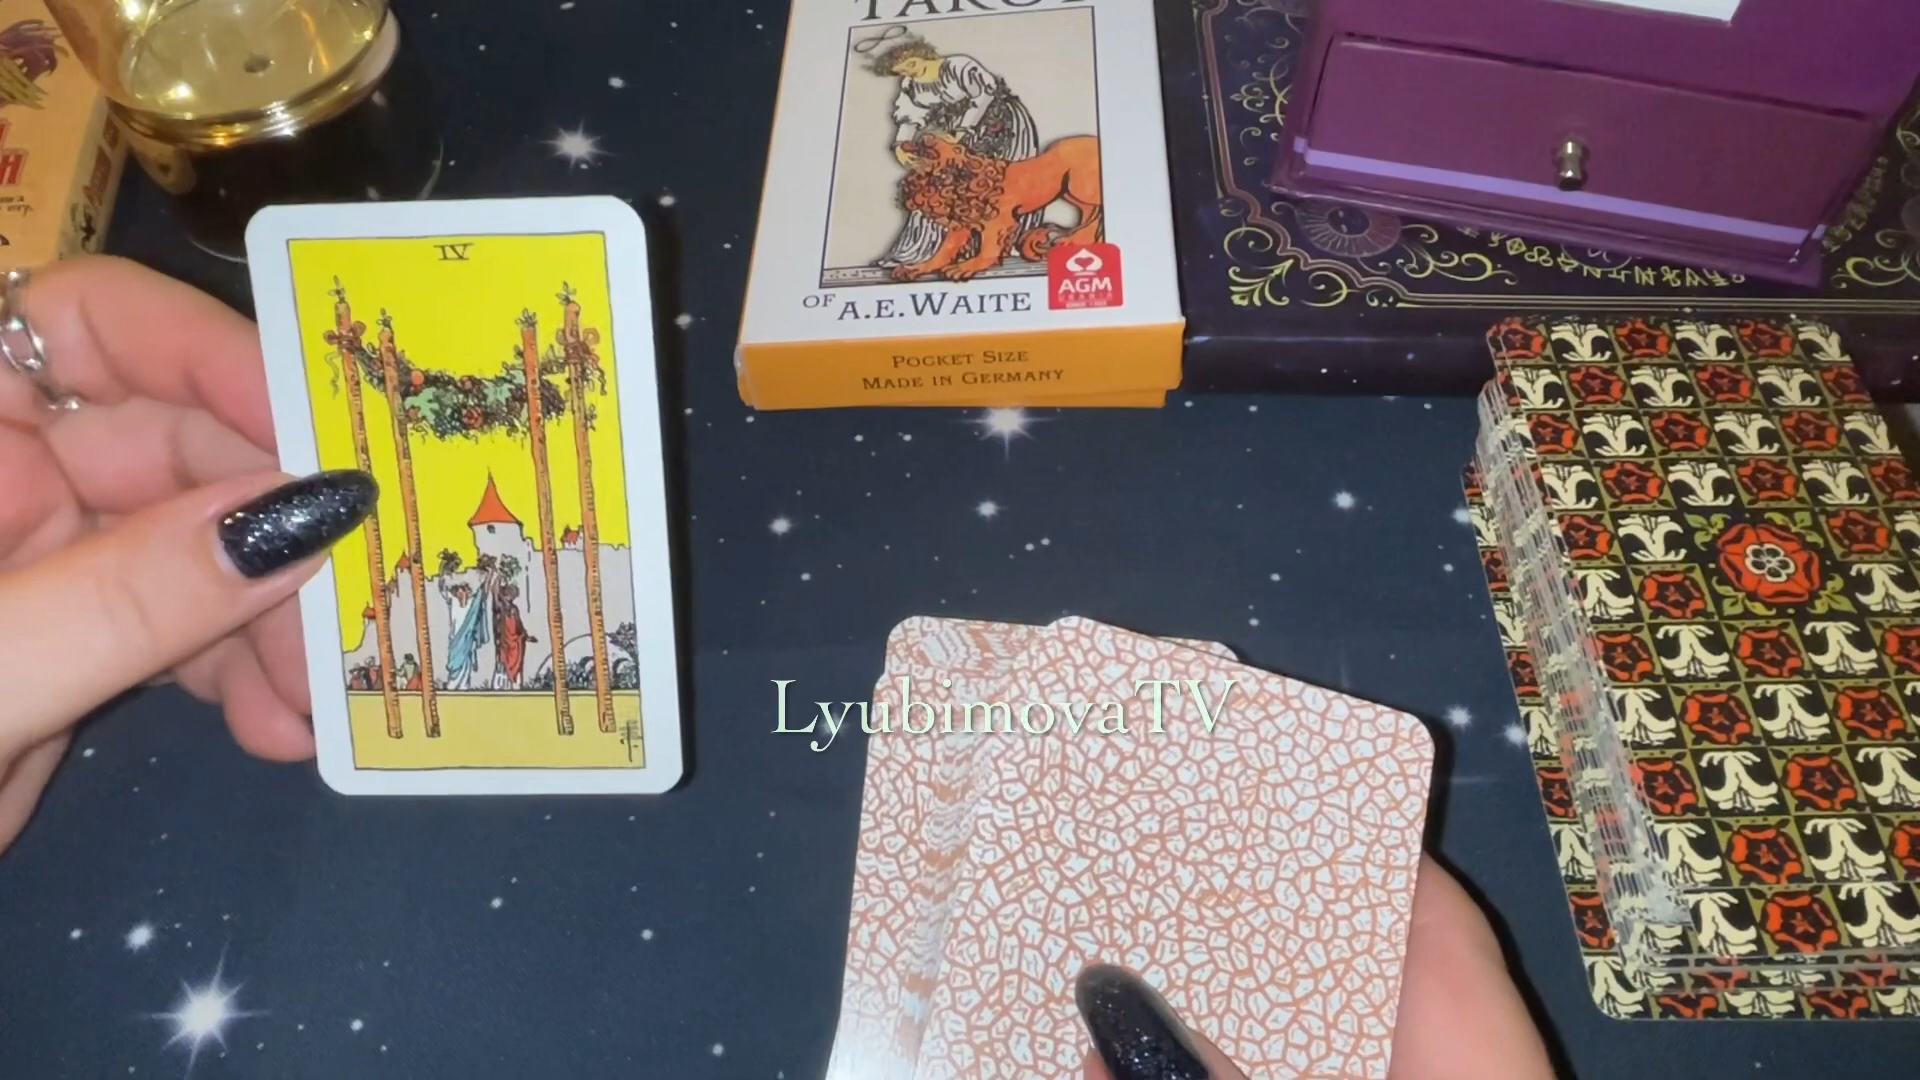 TAROT
OF A.E. WAITE
AGM
POCKET SIZE
MADE IN GERMANY
IV
LyubimovaTV